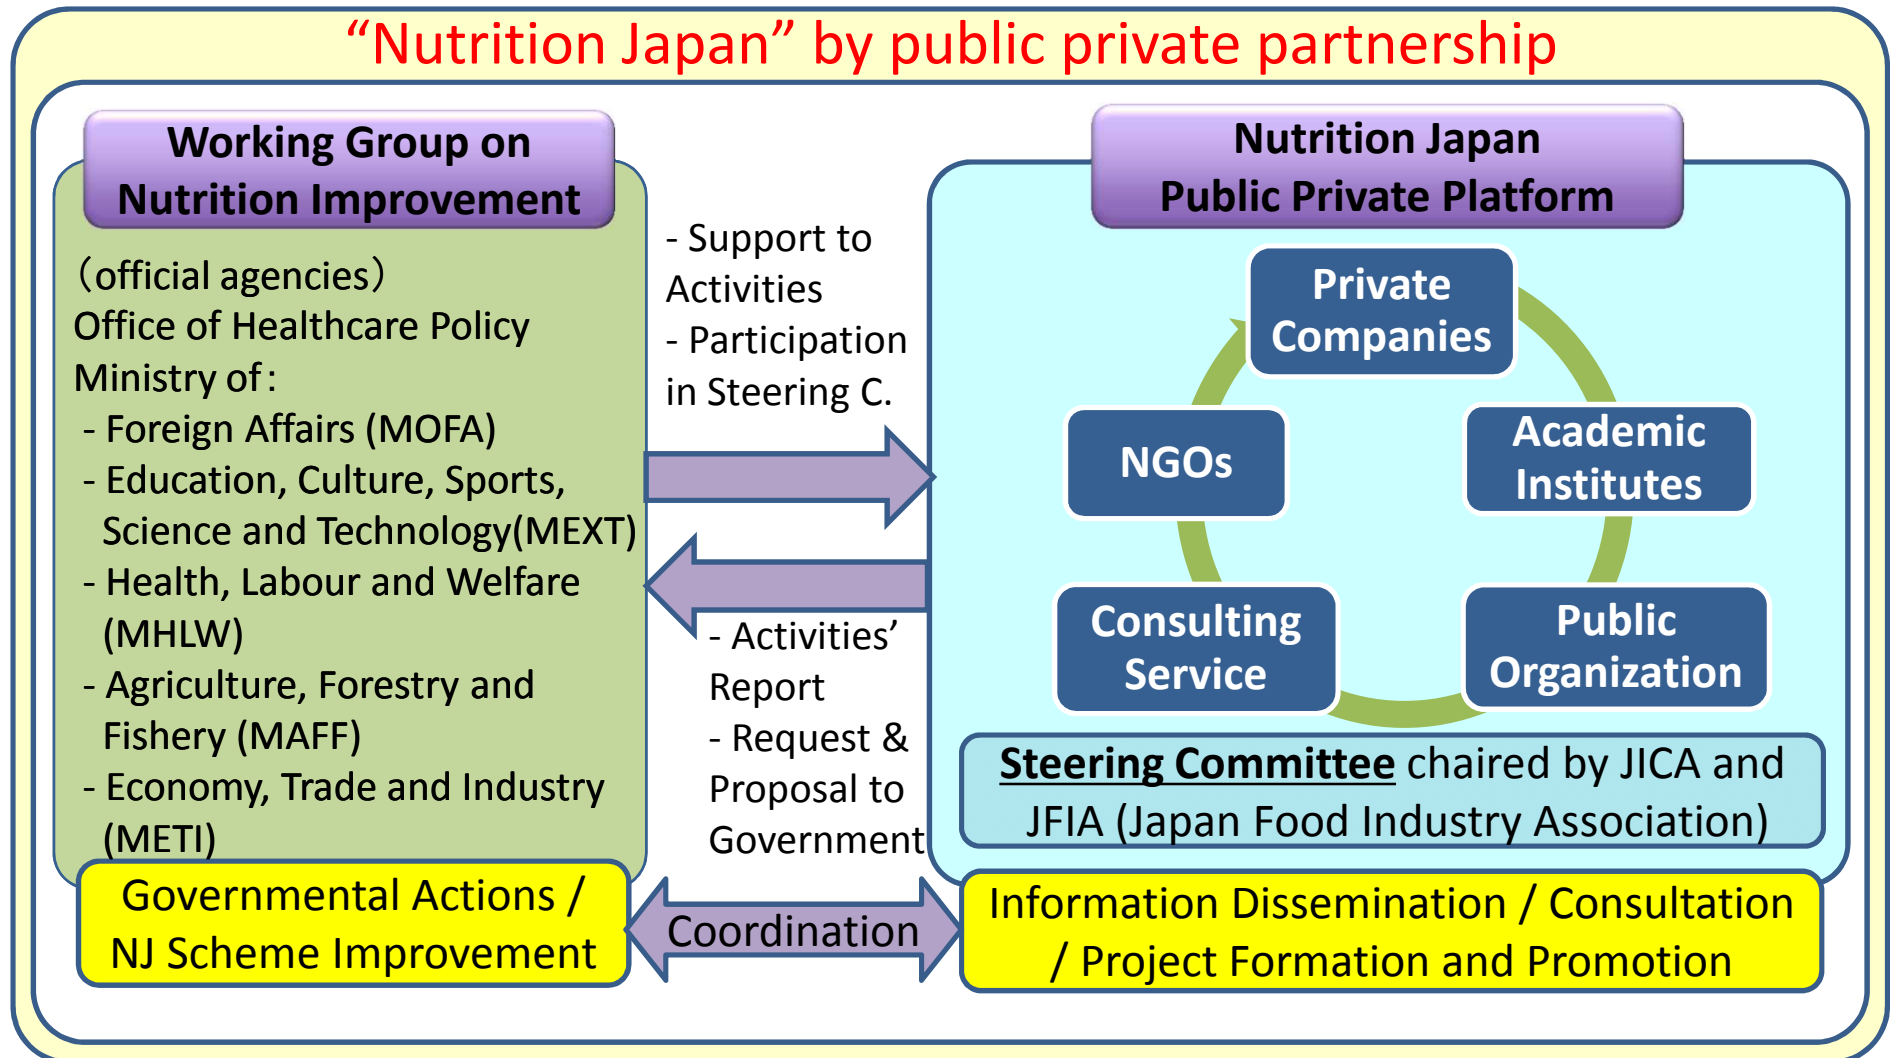 “Nutrition Japan” by public private partnership
Working Group on
Nutrition Improvement
（official agencies）
Office of Healthcare Policy
Ministry of：
- Foreign Affairs (MOFA)
- Education, Culture, Sports,
Science and Technology(MEXT)
- Health, Labour and Welfare
(MHLW)
- Agriculture, Forestry and
Fishery (MAFF)
- Economy, Trade and Industry
(METI)
Governmental Actions /
NJ Scheme Improvement
- Support to
Activities
- Participation
in Steering C.
- Activities’
Report
- Request &
Proposal to
Government
Coordination
Nutrition Japan
Public Private Platform
Private
Companies
Academic
Institutes
Public
Organization
Consulting
Service
NGOs
Steering Committee chaired by JICA and
JFIA (Japan Food Industry Association)
Information Dissemination / Consultation
/ Project Formation and Promotion